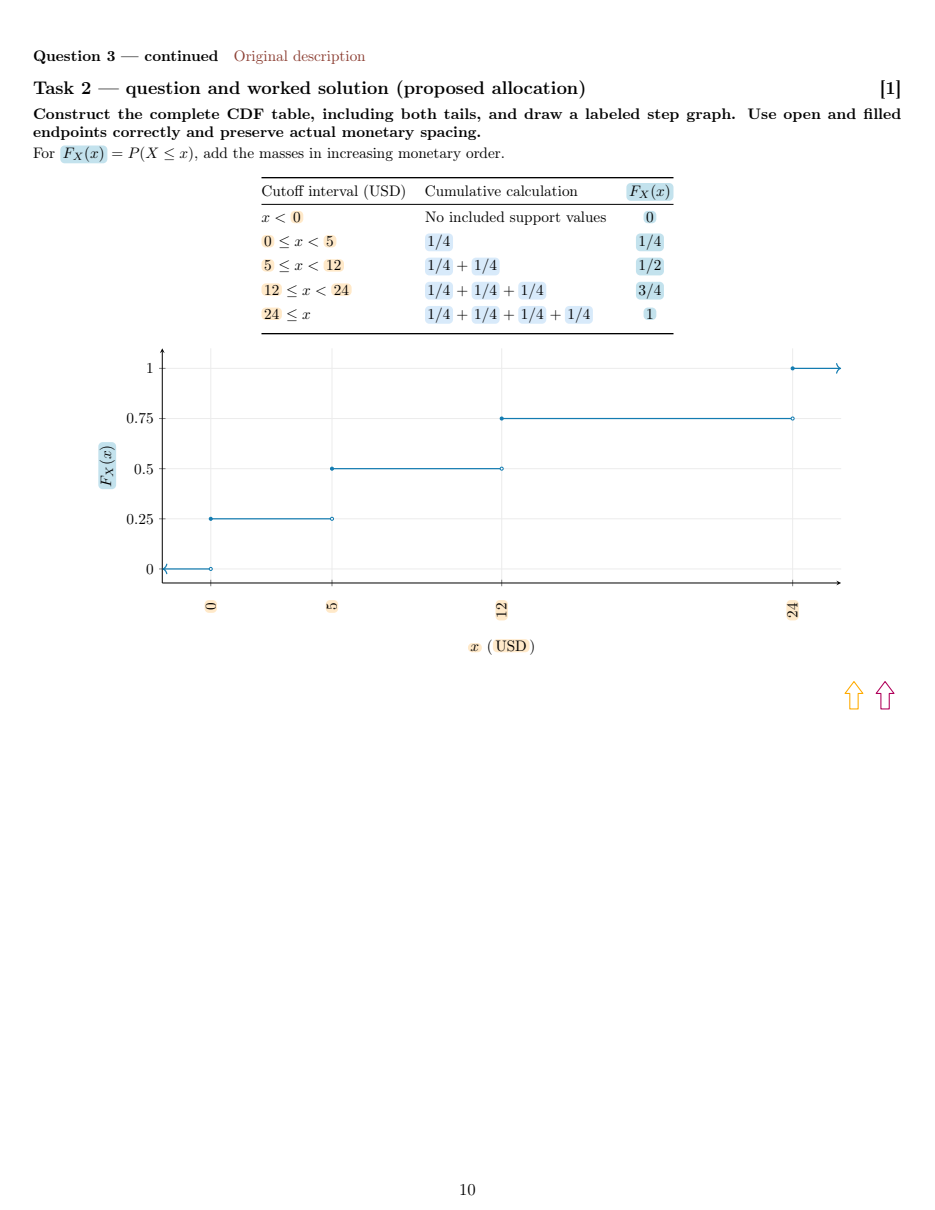 Question 3 — continued Original description
Task 2 — question and worked solution (proposed allocation) [1]
Construct the complete CDF table, including both tails, and draw a labeled step graph. Use open and filled
endpoints correctly and preserve actual monetary spacing.
For F_X(x) = P(X ≤ x), add the masses in increasing monetary order.
Cutoff interval (USD) Cumulative calculation F_X(x)
x < 0 No included support values 0
0 ≤ x < 5 1/4 1/4
5 ≤ x < 12 1/4 + 1/4 1/2
12 ≤ x < 24 1/4 + 1/4 + 1/4 3/4
24 ≤ x 1/4 + 1/4 + 1/4 + 1/4 1
1
0.75
0.5
0.25
0
F_X(x)
0 5 12 24
x (USD)
10